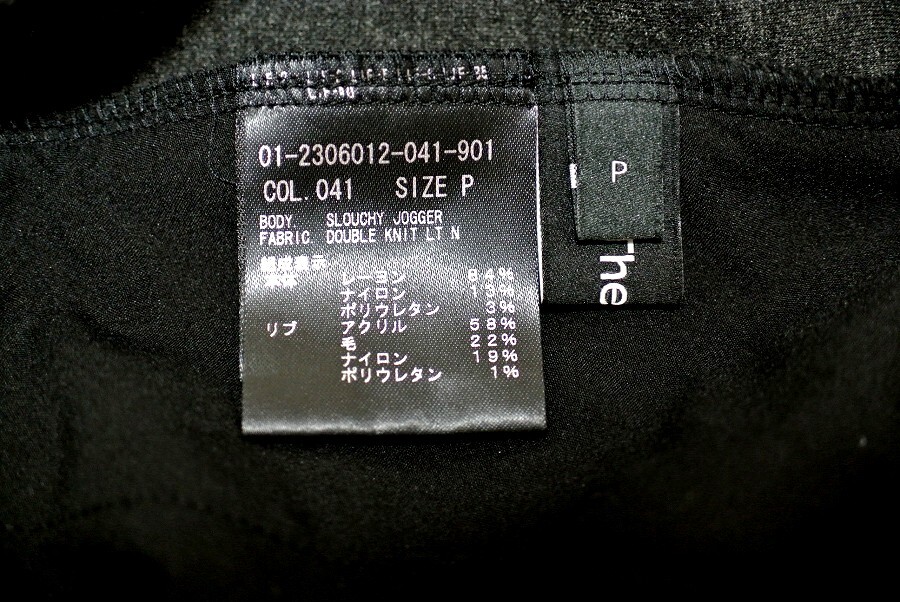 01-2306012-041-901
COL. 041 SIZE P
BODY SLOUCHY JOGGER
FABRIC DOUBLE KNIT LT N
組成表示
本体 レーヨン 84%
ナイロン 13%
ポリウレタン 3%
リブ アクリル 58%
毛 22%
ナイロン 19%
ポリウレタン 1%
P
The